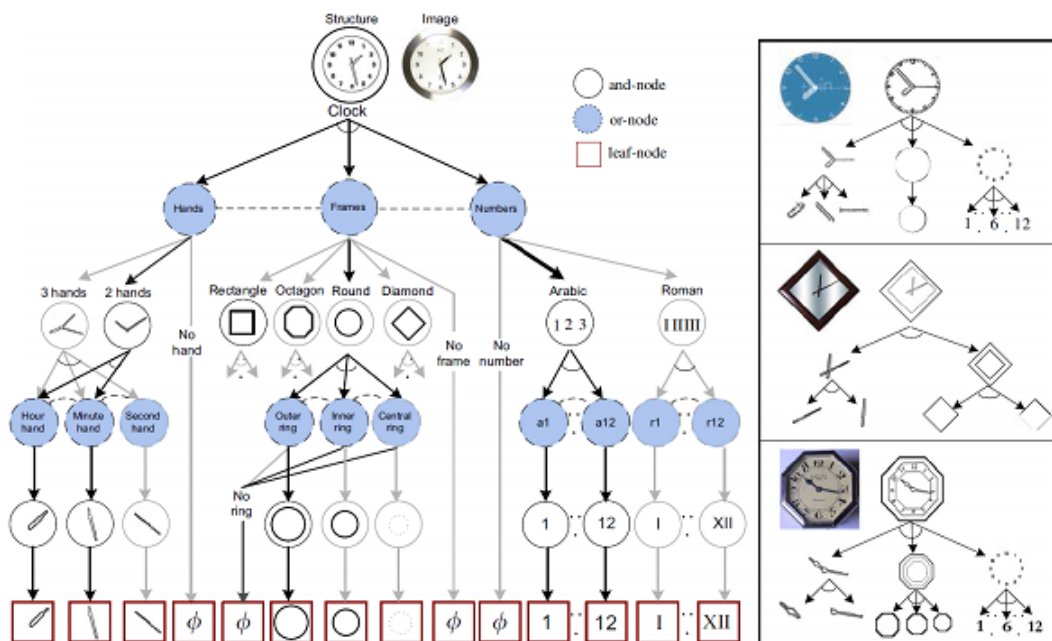 Structure
Image
Clock
and-node
or-node
leaf-node
Hands
Frames
Numbers
3 hands
2 hands
No
hand
Rectangle
Octagon
Round
Diamond
No
frame
No
number
Arabic
Roman
1 2 3
I II III
Hour
hand
Minute
hand
Second
hand
Outer
ring
Inner
ring
Central
ring
a1
a12
r1
r12
No
ring
1
12
I
XII
ϕ
ϕ
ϕ
ϕ
1
12
I
XII
1 6 12
1 6 12